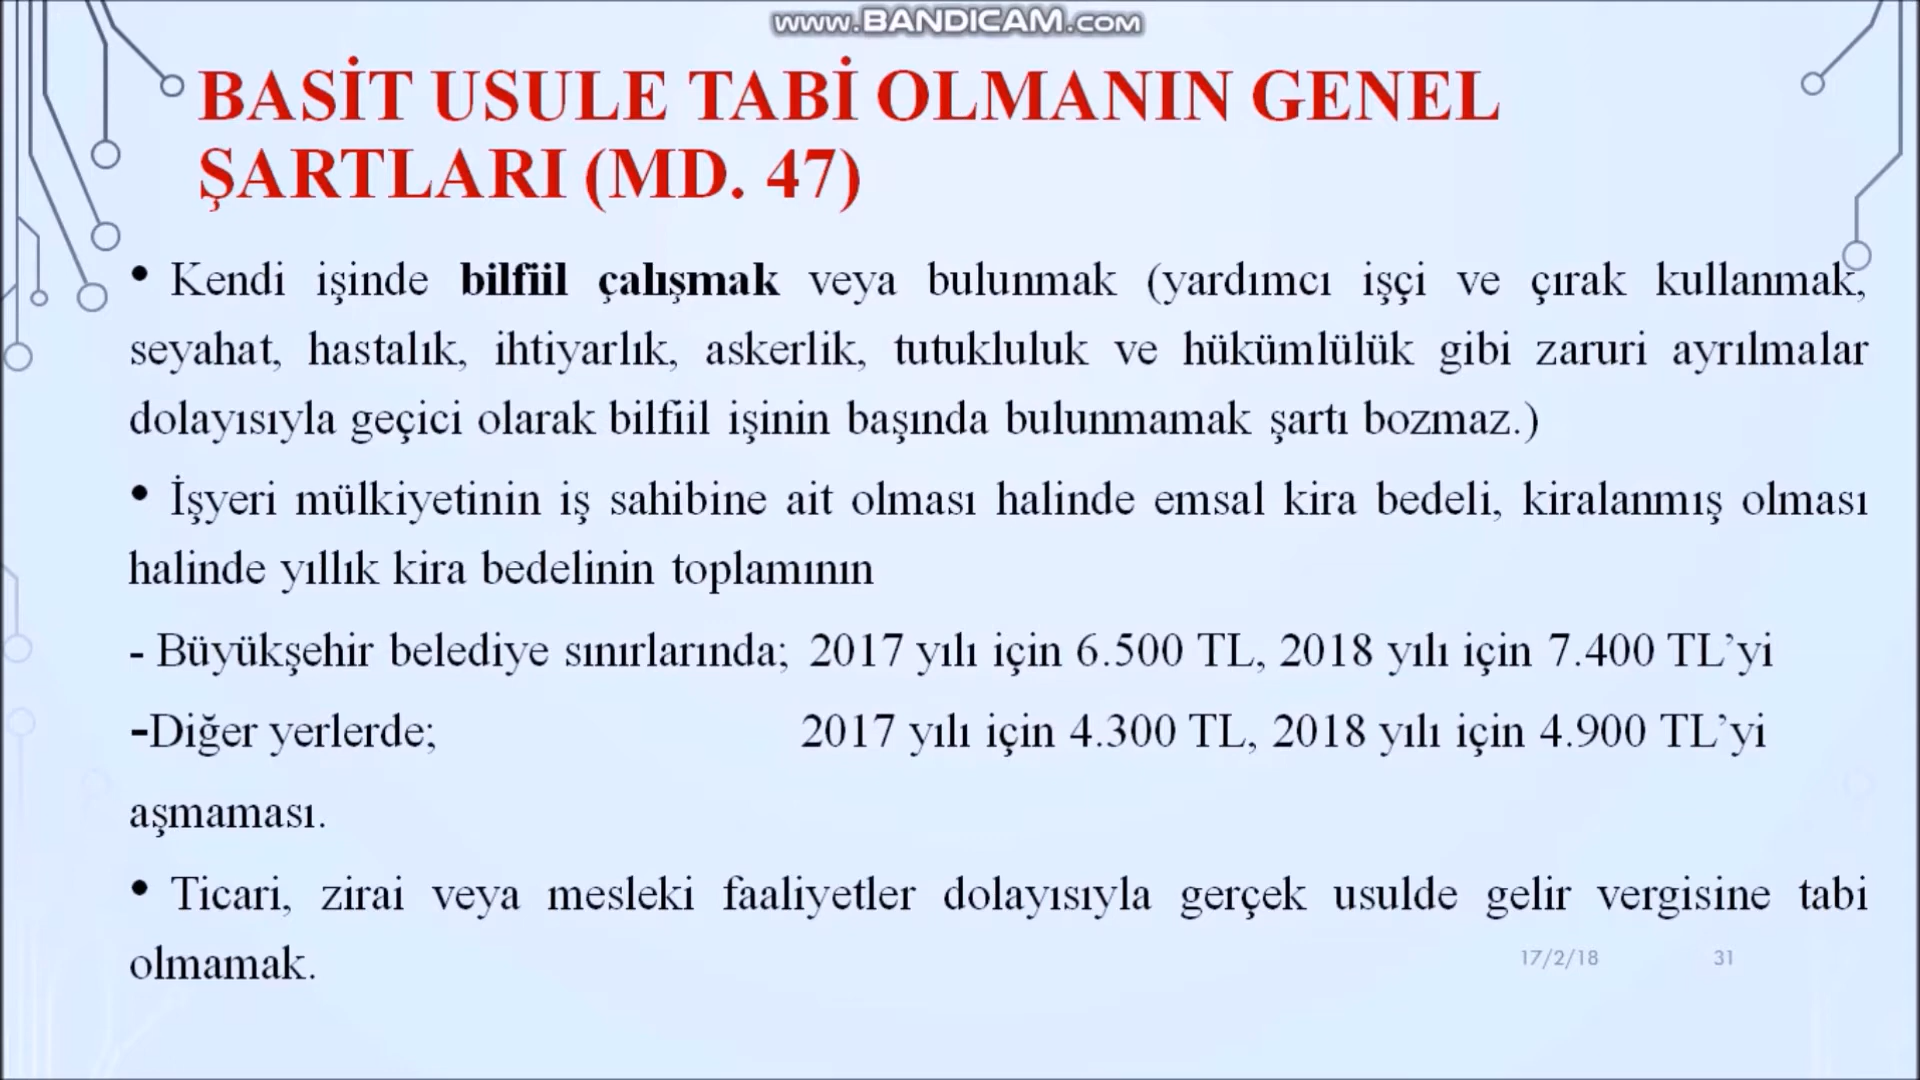 www.BANDICAM.com
BASİT USULE TABİ OLMANIN GENEL
ŞARTLARI (MD. 47)
• Kendi işinde bilfiil çalışmak veya bulunmak (yardımcı işçi ve çırak kullanmak,
seyahat, hastalık, ihtiyarlık, askerlik, tutukluluk ve hükümlülük gibi zaruri ayrılmalar
dolayısıyla geçici olarak bilfiil işinin başında bulunmamak şartı bozmaz.)
• İşyeri mülkiyetinin iş sahibine ait olması halinde emsal kira bedeli, kiralanmış olması
halinde yıllık kira bedelinin toplamının
- Büyükşehir belediye sınırlarında; 2017 yılı için 6.500 TL, 2018 yılı için 7.400 TL’yi
-Diğer yerlerde; 2017 yılı için 4.300 TL, 2018 yılı için 4.900 TL’yi
aşmaması.
• Ticari, zirai veya mesleki faaliyetler dolayısıyla gerçek usulde gelir vergisine tabi
olmamak.
17/2/18 31